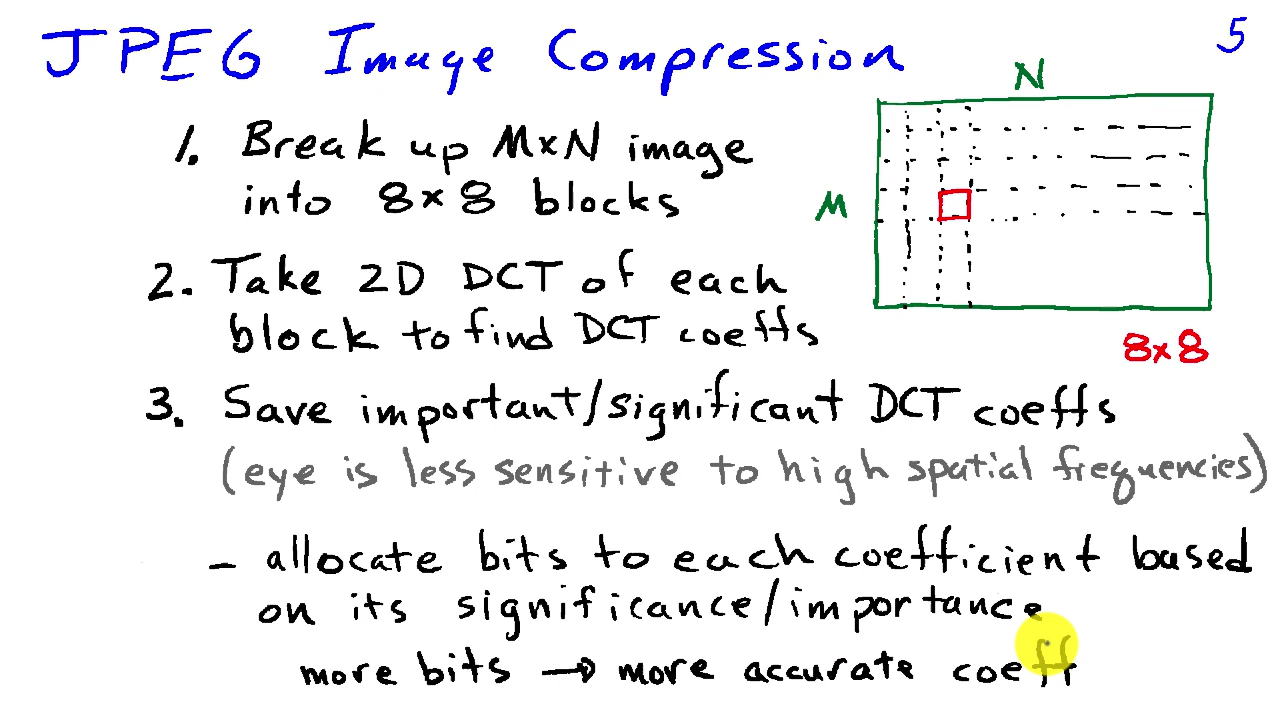 JPEG Image Compression
5
N
1. Break up MxN image
into 8x8 blocks
M
2. Take 2D DCT of each
block to find DCT coeffs
8x8
3. Save important/significant DCT coeffs
(eye is less sensitive to high spatial frequencies)
- allocate bits to each coefficient based
on its significance/importance
more bits → more accurate coeff